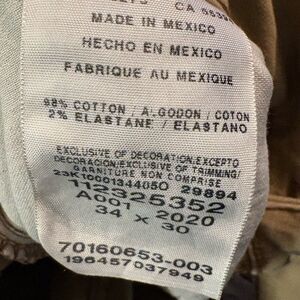 MADE IN MEXICO
HECHO EN MEXICO
FABRIQUE AU MEXIQUE
98% COTTON / ALGODON / COTON
2% ELASTANE / ELASTANO
EXCLUSIVE OF DECORATION,EXCEPTO
DECORACION/EXCLUSIVE OF TRIMMING/
GARNITURE NON COMPRISE
23K10001344050 29894
112325352
A001 2020
34 X 30
70160653-003
196457037949